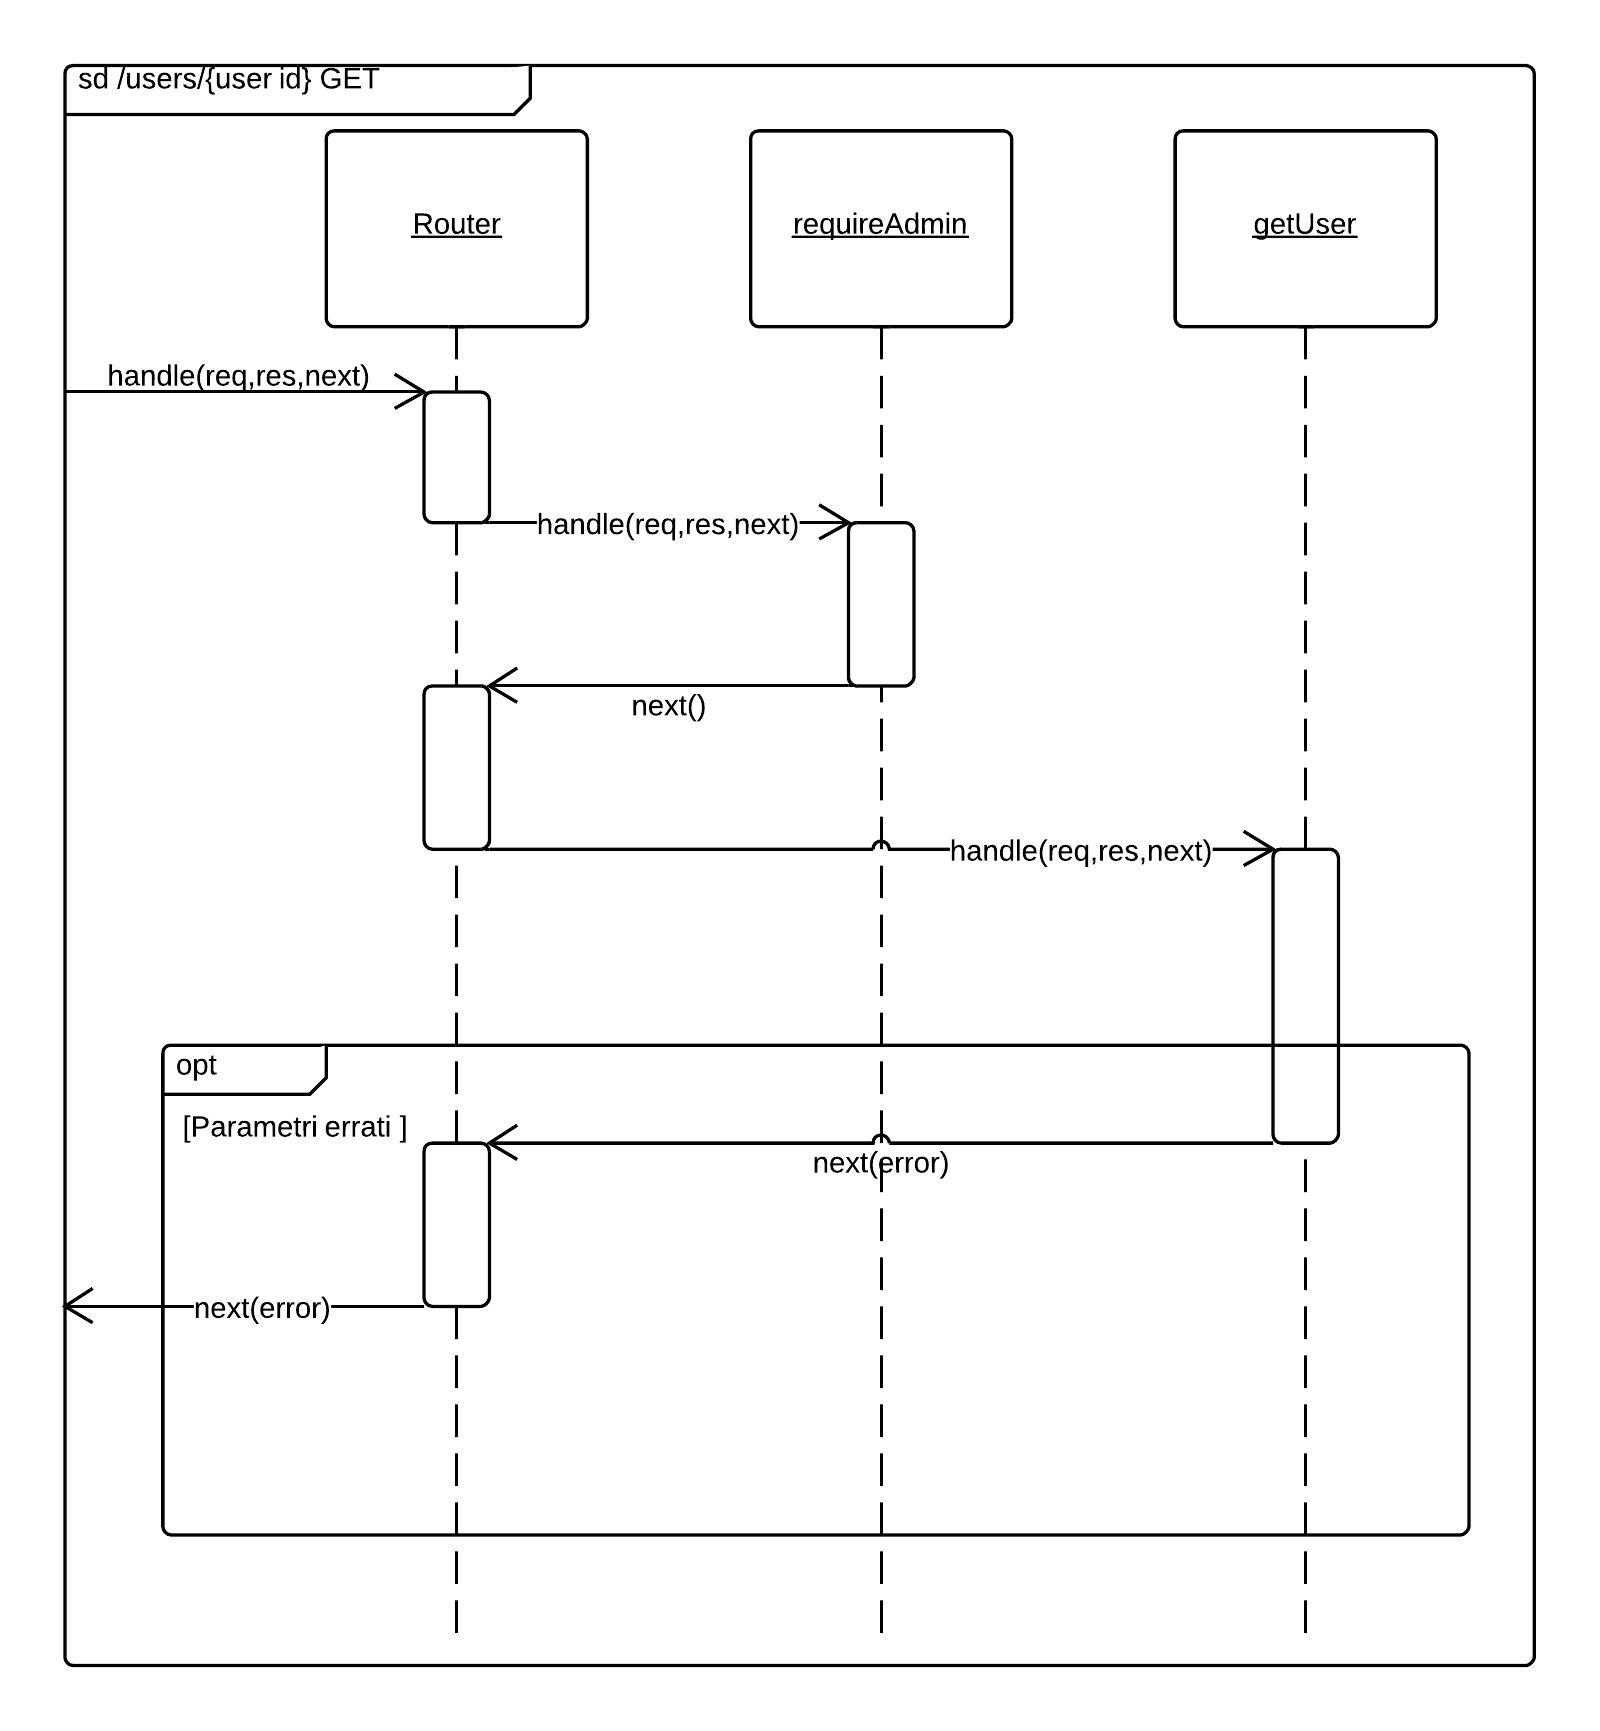 sd /users/{user id} GET
Router
requireAdmin
getUser
handle(req,res,next)
handle(req,res,next)
next()
handle(req,res,next)
opt
[Parametri errati ]
next(error)
next(error)